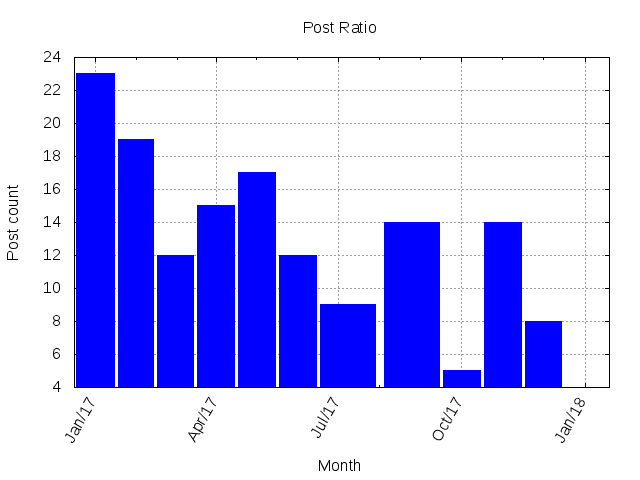 Post Ratio
24
22
20
18
16
14
12
10
8
6
4
Post count
Jan/17
Apr/17
Jul/17
Oct/17
Jan/18
Month